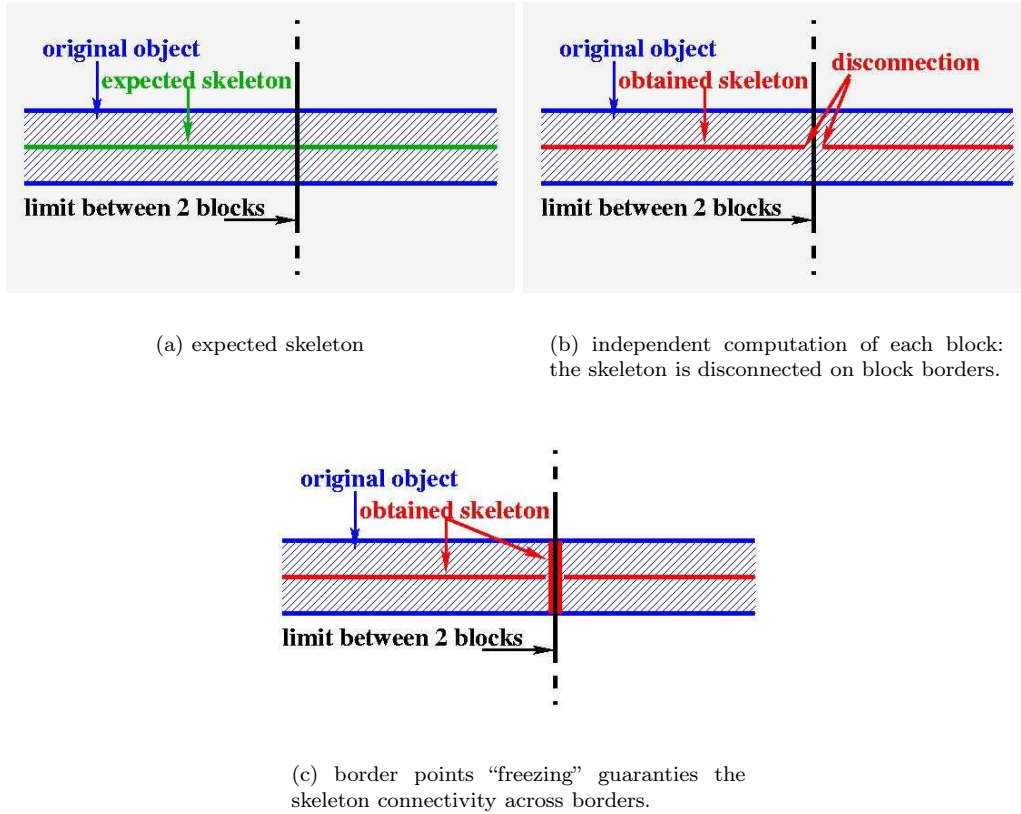 original object
expected skeleton
limit between 2 blocks
(a) expected skeleton
original object
obtained skeleton
disconnection
limit between 2 blocks
(b) independent computation of each block:
the skeleton is disconnected on block borders.
original object
obtained skeleton
limit between 2 blocks
(c) border points “freezing” guaranties the
skeleton connectivity across borders.